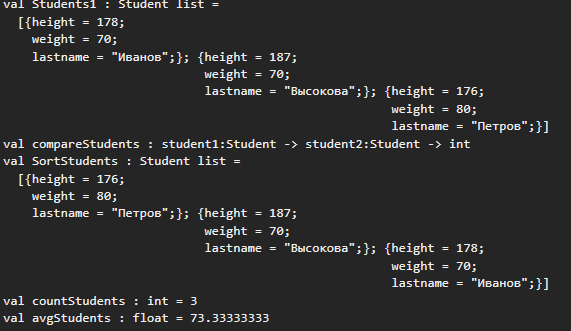 val Students1 : Student list =
[{height = 178;
weight = 70;
lastname = "Иванов";}; {height = 187;
weight = 70;
lastname = "Высокова";}; {height = 176;
weight = 80;
lastname = "Петров";}]
val compareStudents : student1:Student -> student2:Student -> int
val SortStudents : Student list =
[{height = 176;
weight = 80;
lastname = "Петров";}; {height = 187;
weight = 70;
lastname = "Высокова";}; {height = 178;
weight = 70;
lastname = "Иванов";}]
val countStudents : int = 3
val avgStudents : float = 73.33333333